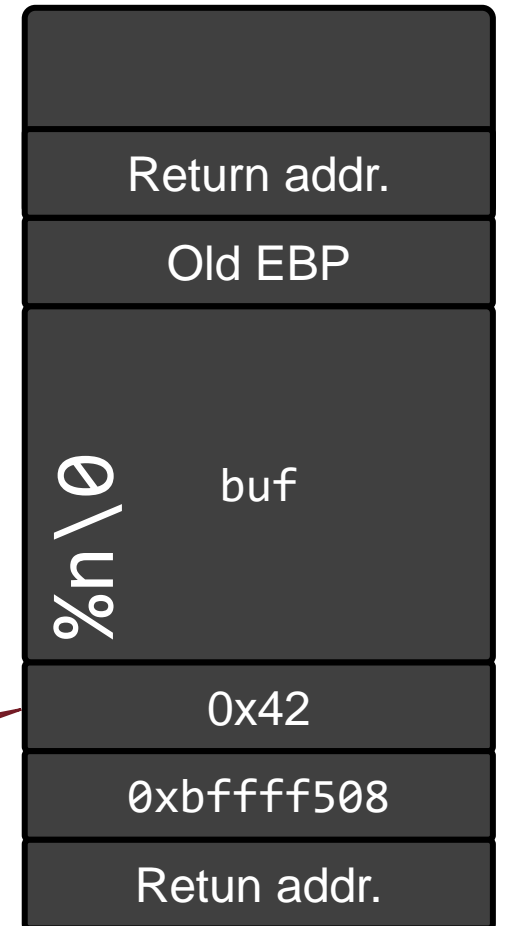 Return addr.
Old EBP
%n\0
buf
0x42
0xbffff508
Retun addr.